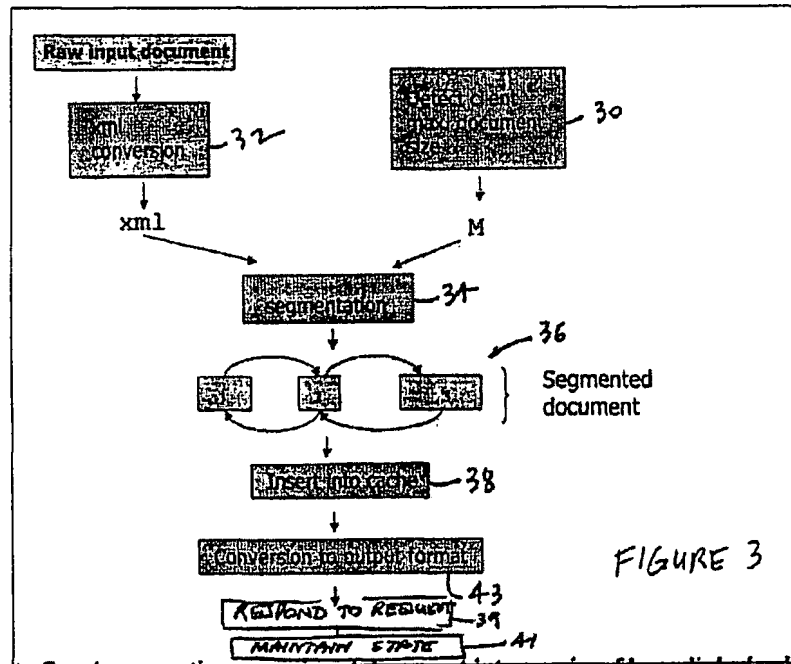 Raw input document
Detect client
max. document
size
30
xml
conversion
32
xml
M
segmentation
34
36
Segmented
document
Insert into cache
38
Conversion to output format
FIGURE 3
43
RESPOND TO REQUEST
39
MAINTAIN STATE
41